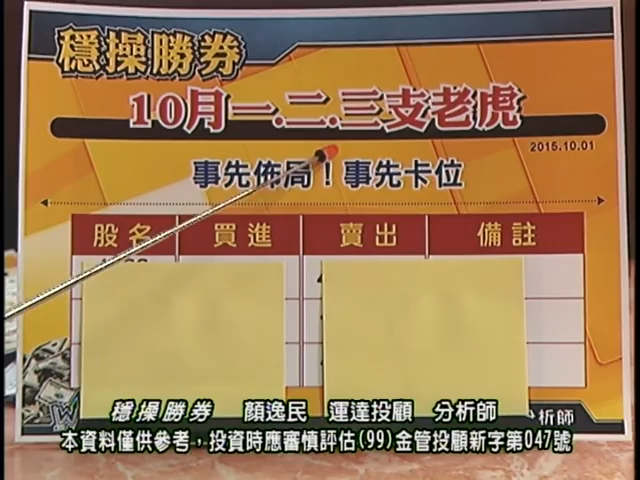 穩操勝券
10月一.二.三支老虎
2015.10.01
事先佈局！事先卡位
股名 買進 賣出 備註
分析師
穩操勝券 顏逸民 運達投顧 分析師
本資料僅供參考，投資時應審慎評估(99)金管投顧新字第047號